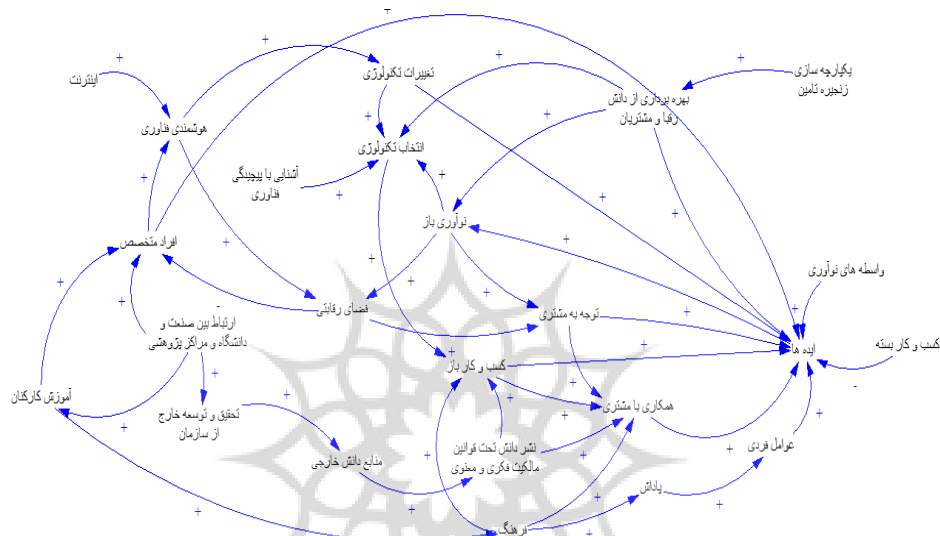 تغییرات تکنولوژی
یکپارچه سازی
زنجیره تامین
اینترنت
بهره برداری از دانش
رقبا و مشتریان
هوشمندی فناوری
انتخاب تکنولوژی
آشنایی با پیچیدگی
فناوری
نوآوری باز
افراد متخصص
واسطه های نوآوری
فضای رقابتی
توجه به مشتری
ارتباط بین صنعت و
دانشگاه و مراکز پژوهشی
ایده ها
کسب و کار بسته
کسب و کار باز
آموزش کارکنان
همکاری با مشتری
تحقیق و توسعه خارج
از سازمان
نشر دانش تحت قوانین
مالکیت فکری و معنوی
عوامل فردی
منابع دانش خارجی
پاداش
فرهنگ